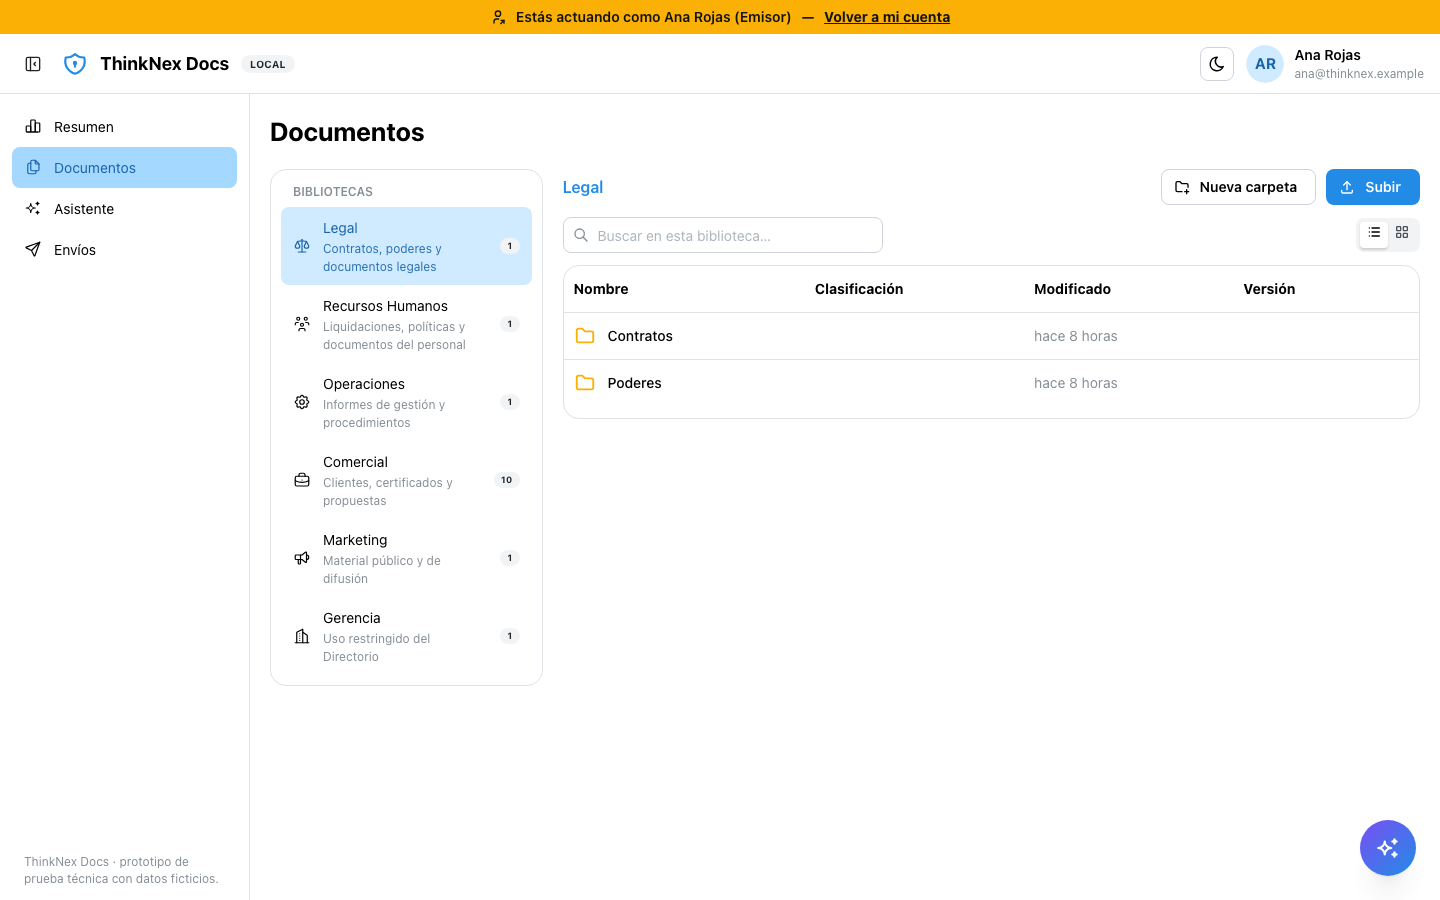 Estás actuando como Ana Rojas (Emisor) — Volver a mi cuenta
ThinkNex Docs LOCAL
AR
Ana Rojas
ana@thinknex.example
Resumen
Documentos
Asistente
Envíos
ThinkNex Docs · prototipo de
prueba técnica con datos ficticios.
Documentos
BIBLIOTECAS
Legal
Contratos, poderes y
documentos legales
1
Recursos Humanos
Liquidaciones, políticas y
documentos del personal
1
Operaciones
Informes de gestión y
procedimientos
1
Comercial
Clientes, certificados y
propuestas
10
Marketing
Material público y de
difusión
1
Gerencia
Uso restringido del
Directorio
1
Legal
Nueva carpeta
Subir
Buscar en esta biblioteca...
Nombre Clasificación Modificado Versión
Contratos hace 8 horas
Poderes hace 8 horas